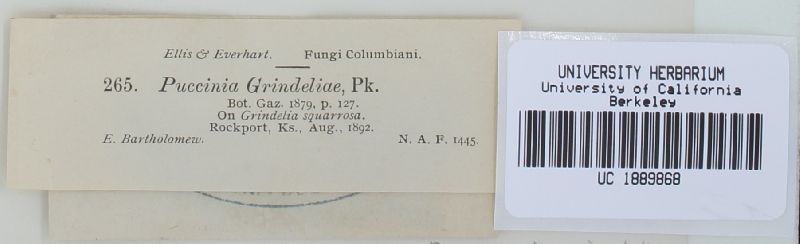 Ellis & Everhart. Fungi Columbiani.
265. Puccinia Grindeliae, Pk.
Bot. Gaz. 1879, p. 127.
On Grindelia squarrosa.
Rockport, Ks., Aug., 1892.
E. Bartholomew. N. A. F. 1445.
UNIVERSITY HERBARIUM
University of California
Berkeley
UC 1889868